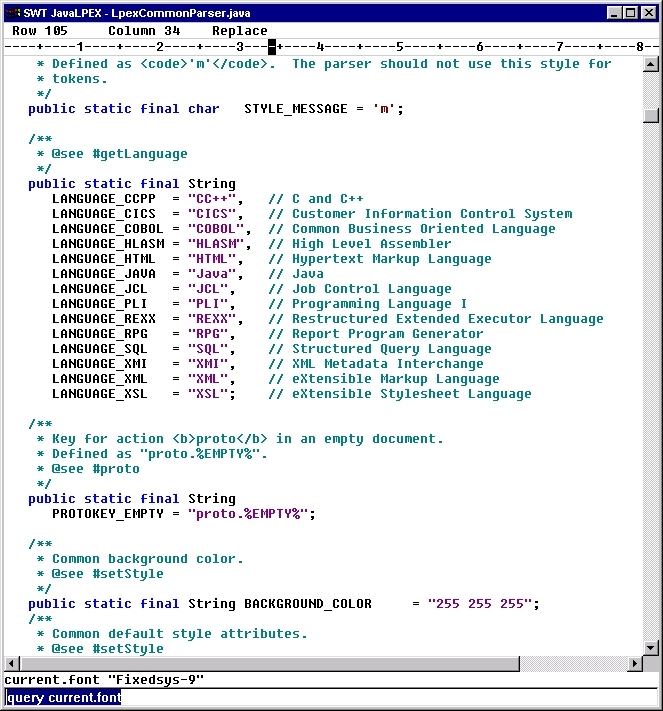 SWT JavaLPEX - LpexCommonParser.java
Row 105     Column 34    Replace
----+----1----+----2----+----3----+----4----+----5----+----6----+----7----+----8--
    * Defined as <code>'m'</code>.  The parser should not use this style for
    * tokens.
    */
   public static final char   STYLE_MESSAGE = 'm';
   /**
    * @see #getLanguage
    */
   public static final String
      LANGUAGE_CCPP  = "CC++",   // C and C++
      LANGUAGE_CICS  = "CICS",   // Customer Information Control System
      LANGUAGE_COBOL = "COBOL",  // Common Business Oriented Language
      LANGUAGE_HLASM = "HLASM",  // High Level Assembler
      LANGUAGE_HTML  = "HTML",   // Hypertext Markup Language
      LANGUAGE_JAVA  = "Java",   // Java
      LANGUAGE_JCL   = "JCL",    // Job Control Language
      LANGUAGE_PLI   = "PLI",    // Programming Language I
      LANGUAGE_REXX  = "REXX",   // Restructured Extended Executor Language
      LANGUAGE_RPG   = "RPG",    // Report Program Generator
      LANGUAGE_SQL   = "SQL",    // Structured Query Language
      LANGUAGE_XMI   = "XMI",    // XML Metadata Interchange
      LANGUAGE_XML   = "XML",    // eXtensible Markup Language
      LANGUAGE_XSL   = "XSL";    // eXtensible Stylesheet Language
   /**
    * Key for action <b>proto</b> in an empty document.
    * Defined as "proto.%EMPTY%".
    * @see #proto
    */
   public static final String
      PROTOKEY_EMPTY = "proto.%EMPTY%";
   /**
    * Common background color.
    * @see #setStyle
    */
   public static final String BACKGROUND_COLOR     = "255 255 255";
   /**
    * Common default style attributes.
    * @see #setStyle
current.font "Fixedsys-9"
query current.font